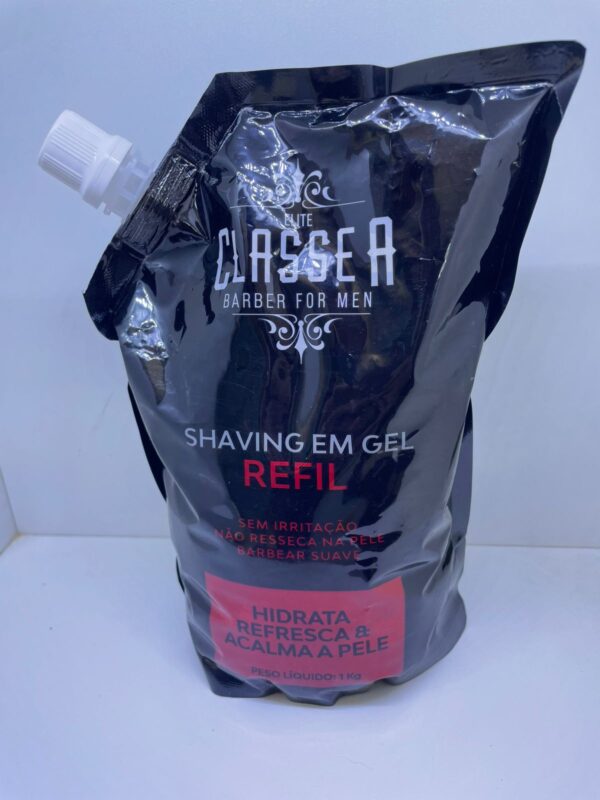 ELITE
CLASSE A
BARBER FOR MEN
SHAVING EM GEL
REFIL
SEM IRRITAÇÃO
NÃO RESSECA NA PELE
BARBEAR SUAVE
HIDRATA
REFRESCA &
ACALMA A PELE
PESO LÍQUIDO: 1 Kg